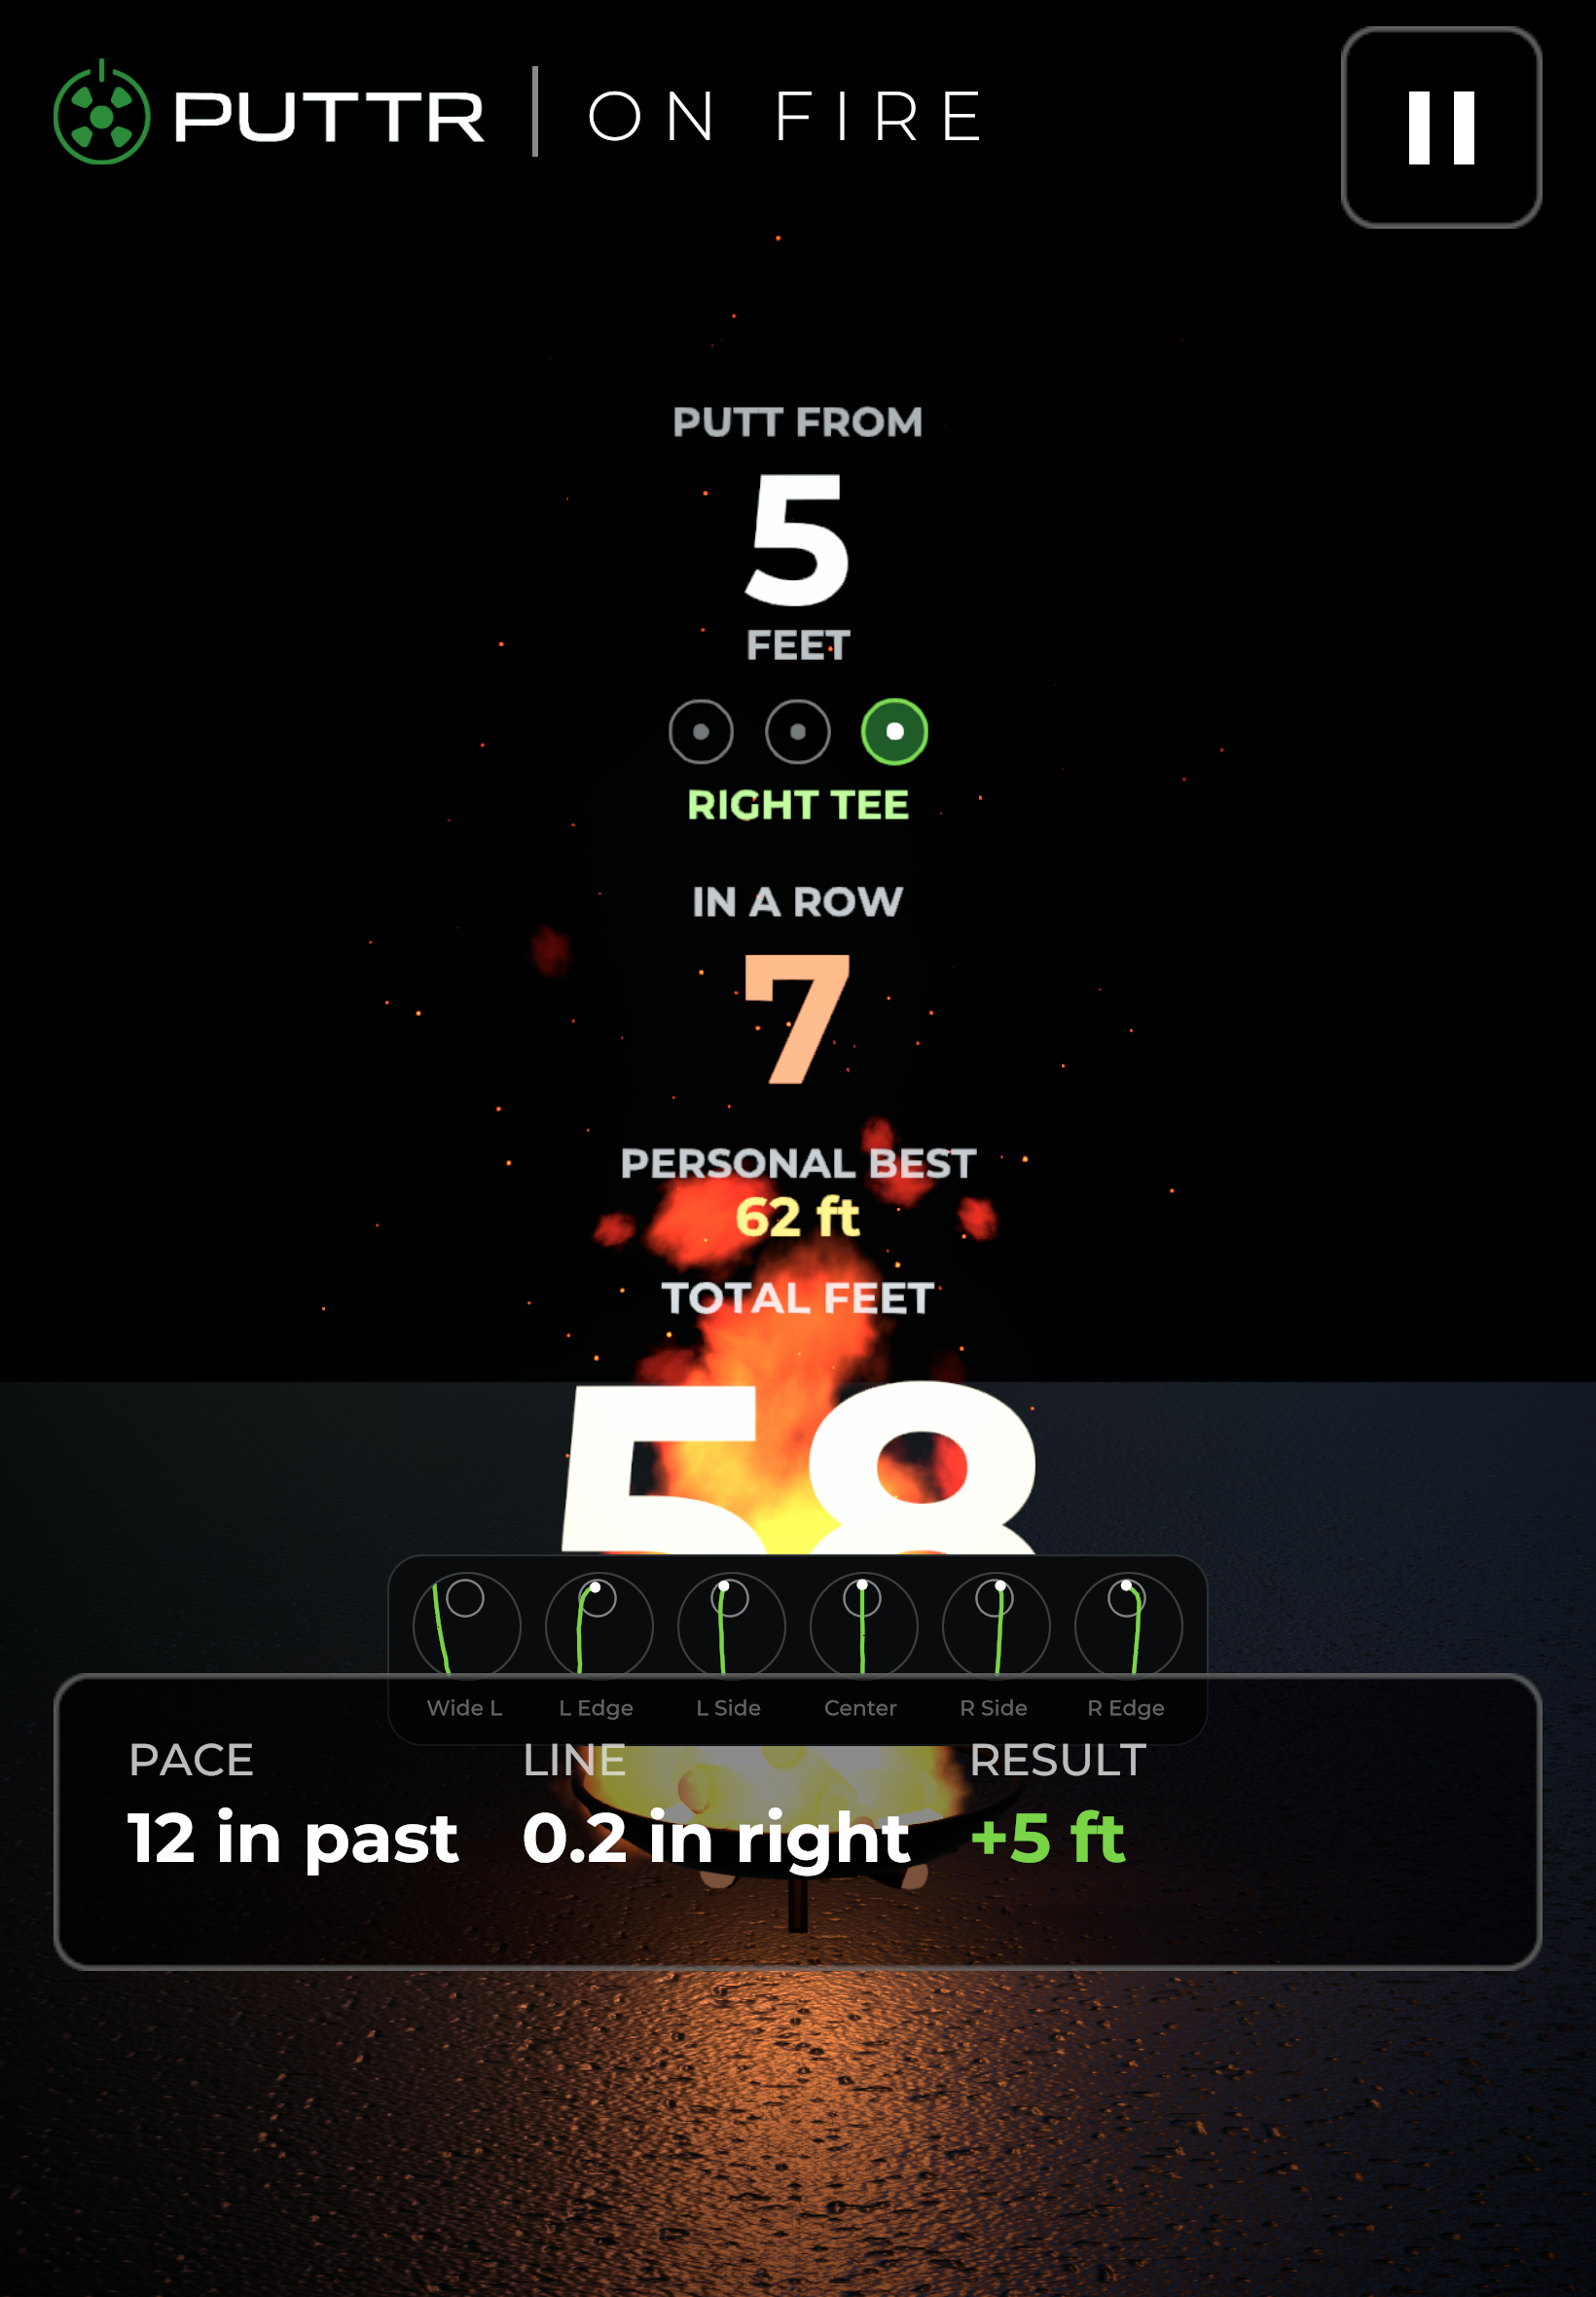 PUTTR | ON FIRE
PUTT FROM
5
FEET
RIGHT TEE
IN A ROW
7
PERSONAL BEST
62 ft
TOTAL FEET
58
Wide L L Edge L Side Center R Side R Edge
PACE LINE RESULT
12 in past 0.2 in right +5 ft